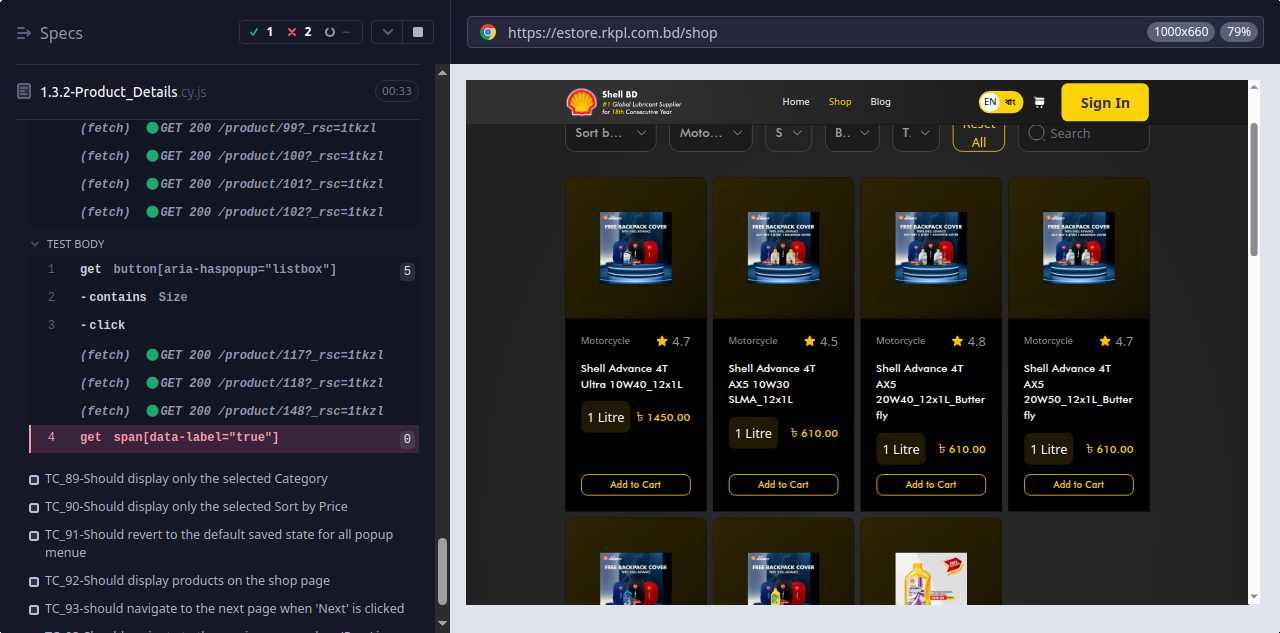 Specs
1
2
--
https://estore.rkpl.com.bd/shop
1000x660
79%
1.3.2-Product_Details.cy.js
00:33
(fetch) GET 200 /product/99?_rsc=1tkzl
(fetch) GET 200 /product/100?_rsc=1tkzl
(fetch) GET 200 /product/101?_rsc=1tkzl
(fetch) GET 200 /product/102?_rsc=1tkzl
TEST BODY
1 get button[aria-haspopup="listbox"] 5
2 -contains Size
3 -click
(fetch) GET 200 /product/117?_rsc=1tkzl
(fetch) GET 200 /product/118?_rsc=1tkzl
(fetch) GET 200 /product/148?_rsc=1tkzl
4 get span[data-label="true"] 0
TC_89-Should display only the selected Category
TC_90-Should display only the selected Sort by Price
TC_91-Should revert to the default saved state for all popup
menue
TC_92-Should display products on the shop page
TC_93-should navigate to the next page when 'Next' is clicked
Shell BD
#1 Global Lubricant Supplier
for 18th Consecutive Year
Home
Shop
Blog
EN বাং
Sign In
Sort b...
Moto...
S
B..
T.
Reset
All
Search
FREE BACKPACK COVER
FREE BACKPACK COVER
FREE BACKPACK COVER
FREE BACKPACK COVER
Motorcycle 4.7
Shell Advance 4T
Ultra 10W40_12x1L
1 Litre ৳ 1450.00
Add to Cart
Motorcycle 4.5
Shell Advance 4T
AX5 10W30
SLMA_12x1L
1 Litre ৳ 610.00
Add to Cart
Motorcycle 4.8
Shell Advance 4T
AX5
20W40_12x1L_Butter
fly
1 Litre ৳ 610.00
Add to Cart
Motorcycle 4.7
Shell Advance 4T
AX5
20W50_12x1L_Butter
fly
1 Litre ৳ 610.00
Add to Cart
FREE BACKPACK COVER
FREE BACKPACK COVER